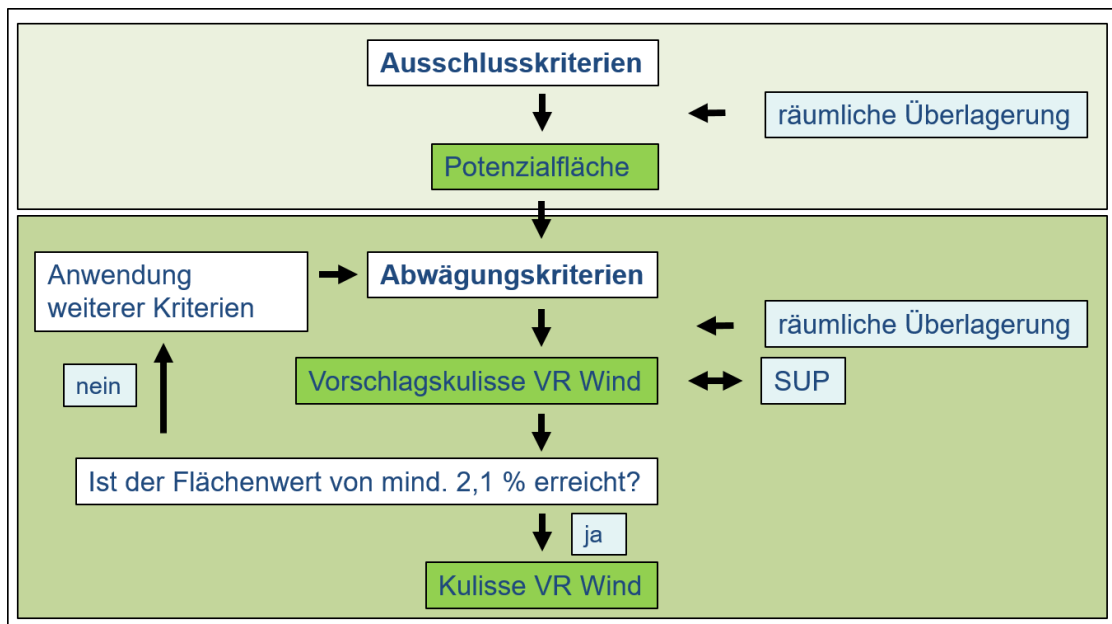 Ausschlusskriterien
räumliche Überlagerung
Potenzialfläche
Anwendung
weiterer Kriterien
Abwägungskriterien
räumliche Überlagerung
nein
Vorschlagskulisse VR Wind
SUP
Ist der Flächenwert von mind. 2,1 % erreicht?
ja
Kulisse VR Wind